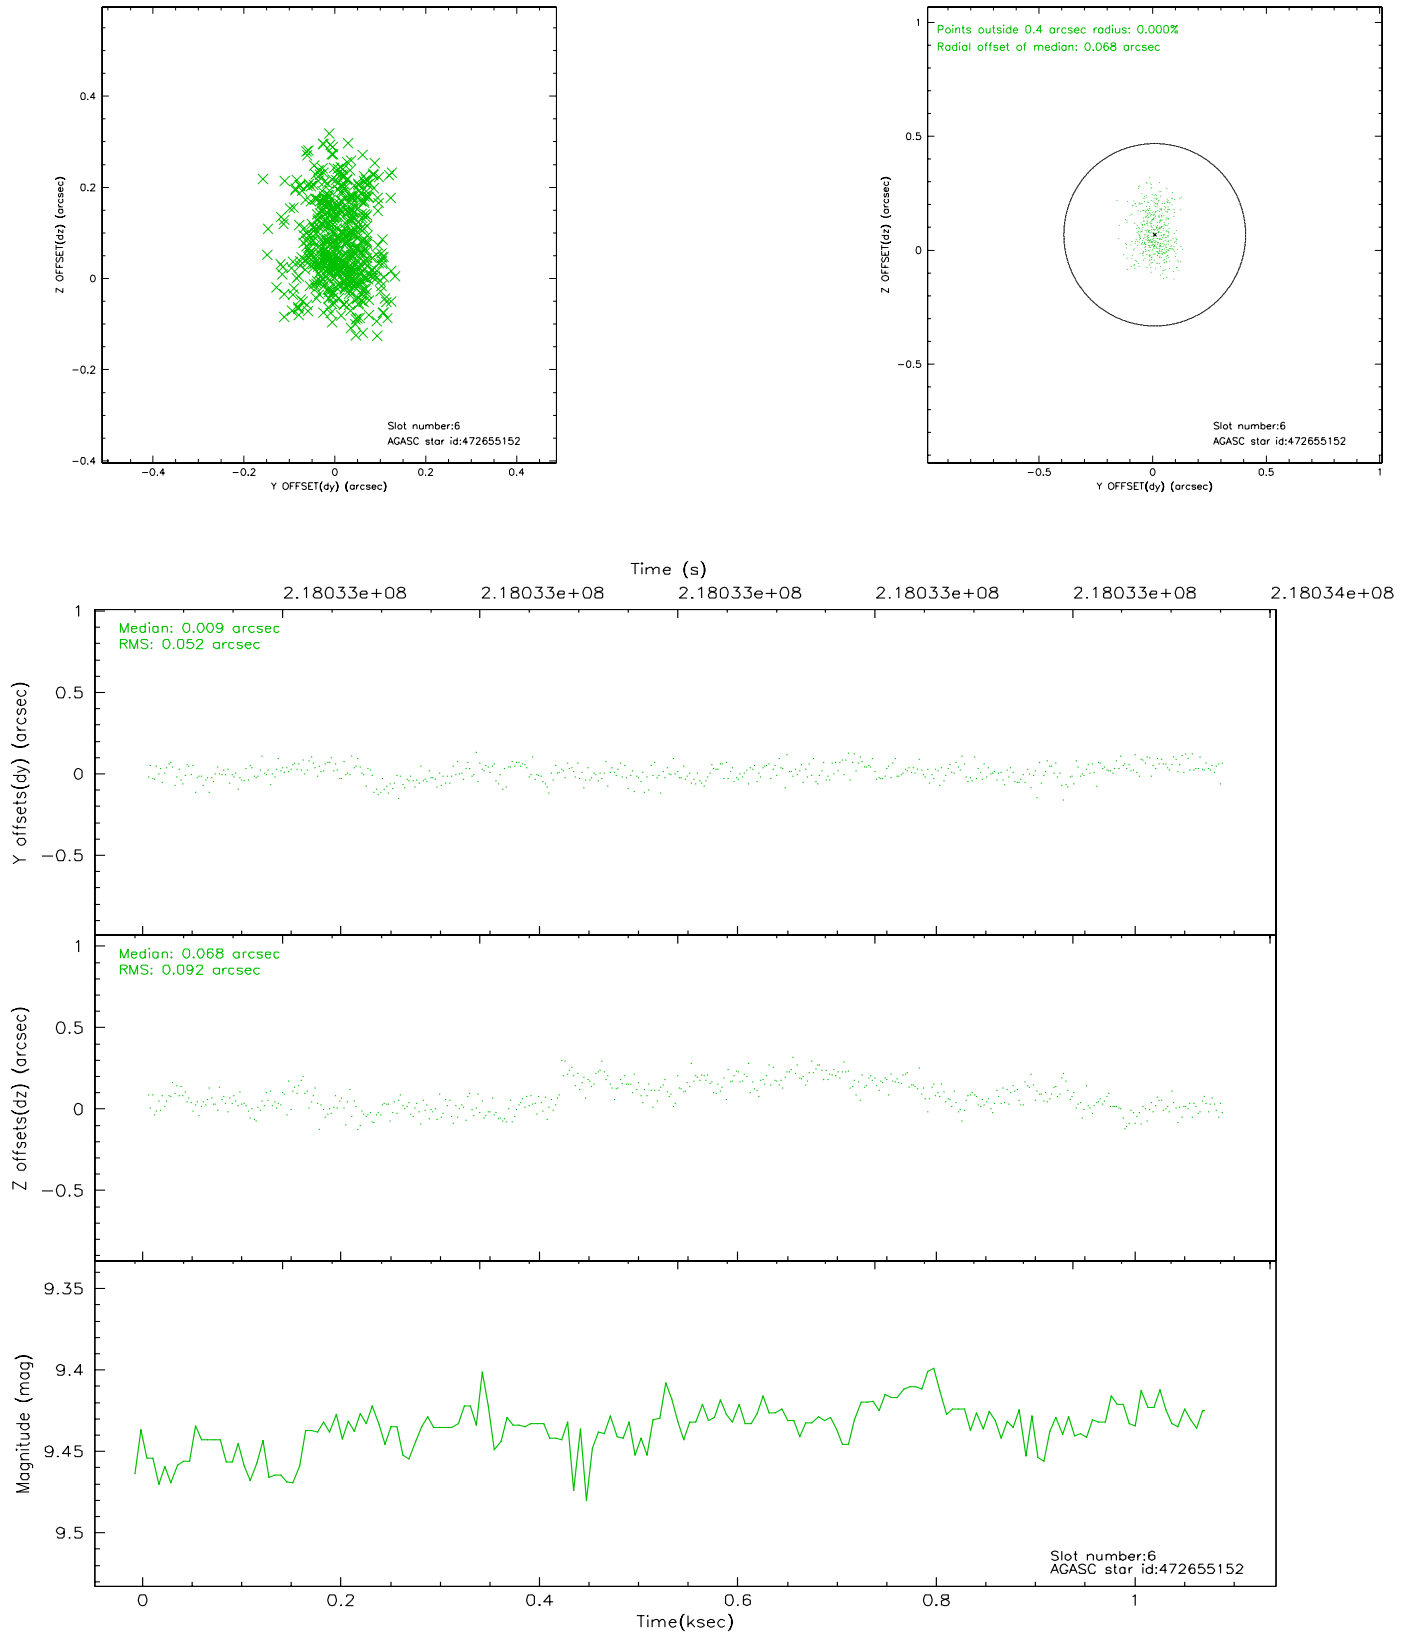 0.4
0.2
0
−0.2
−0.4
Z OFFSET(dz) (arcsec)
−0.4
−0.2
0
0.2
0.4
Y OFFSET(dy) (arcsec)
Slot number:6
AGASC star id:472655152
Points outside 0.4 arcsec radius: 0.000%
Radial offset of median: 0.068 arcsec
1
0.5
0
−0.5
Z OFFSET(dz) (arcsec)
−0.5
0
0.5
1
Y OFFSET(dy) (arcsec)
Slot number:6
AGASC star id:472655152
Time (s)
2.18033e+08
2.18033e+08
2.18033e+08
2.18033e+08
2.18033e+08
2.18034e+08
Median: 0.009 arcsec
RMS: 0.052 arcsec
1
0.5
0
−0.5
Y offsets(dy) (arcsec)
Median: 0.068 arcsec
RMS: 0.092 arcsec
1
0.5
0
−0.5
Z offsets(dz) (arcsec)
9.35
9.4
9.45
9.5
Magnitude (mag)
Slot number:6
AGASC star id:472655152
0
0.2
0.4
0.6
0.8
1
Time(ksec)